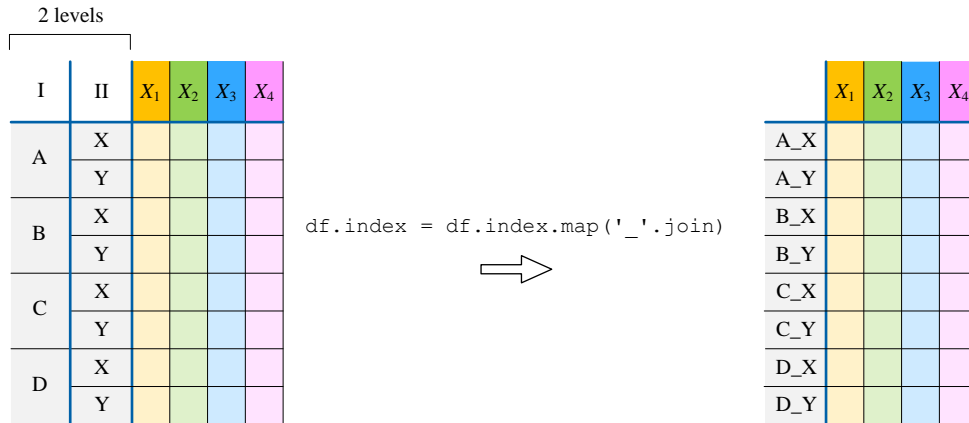 2 levels
I II X1 X2 X3 X4
A X
Y
B X
Y
C X
Y
D X
Y
df.index = df.index.map('_'.join)
X1 X2 X3 X4
A_X
A_Y
B_X
B_Y
C_X
C_Y
D_X
D_Y